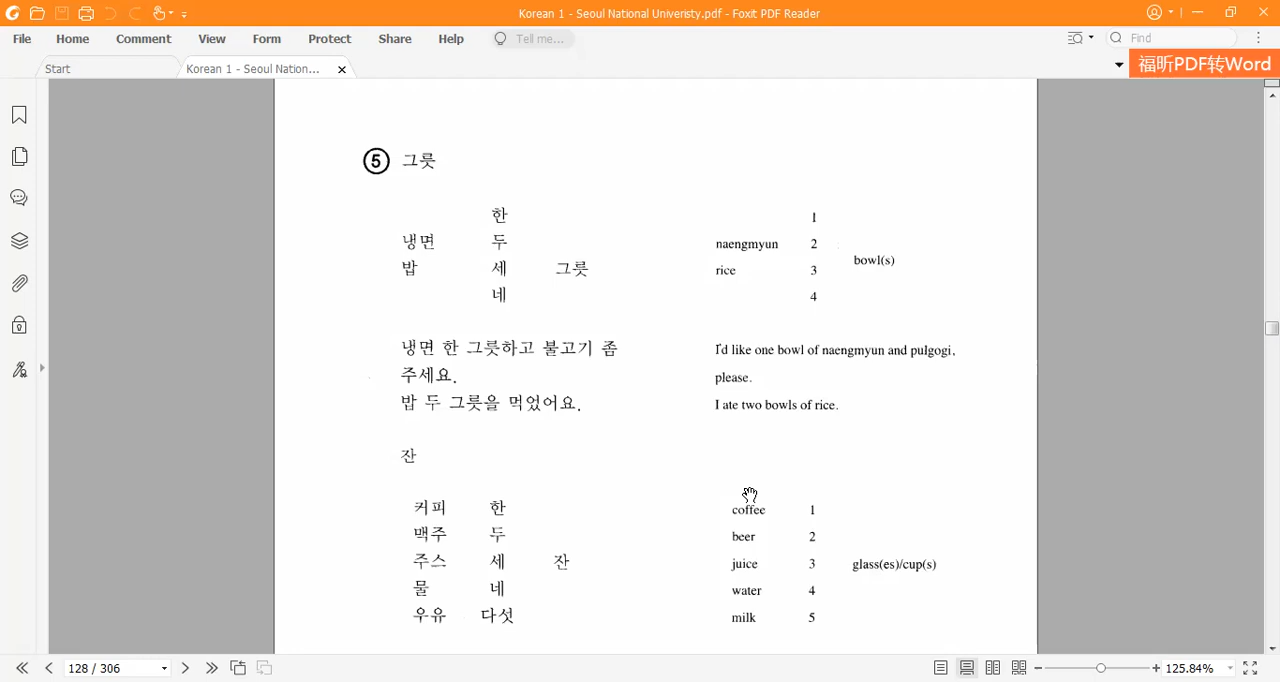 Korean 1 - Seoul National Univeristy.pdf - Foxit PDF Reader
File Home Comment View Form Protect Share Help Tell me... Find
Start Korean 1 - Seoul Nation... 福昕PDF转Word
5 그릇
한 1
냉면 두 naengmyun 2
밥 세 그릇 rice 3 bowl(s)
네 4
냉면 한 그릇하고 불고기 좀 I'd like one bowl of naengmyun and pulgogi,
주세요. please.
밥 두 그릇을 먹었어요. I ate two bowls of rice.
잔
커피 한 coffee 1
맥주 두 beer 2
주스 세 잔 juice 3 glass(es)/cup(s)
물 네 water 4
우유 다섯 milk 5
128 / 306 125.84%